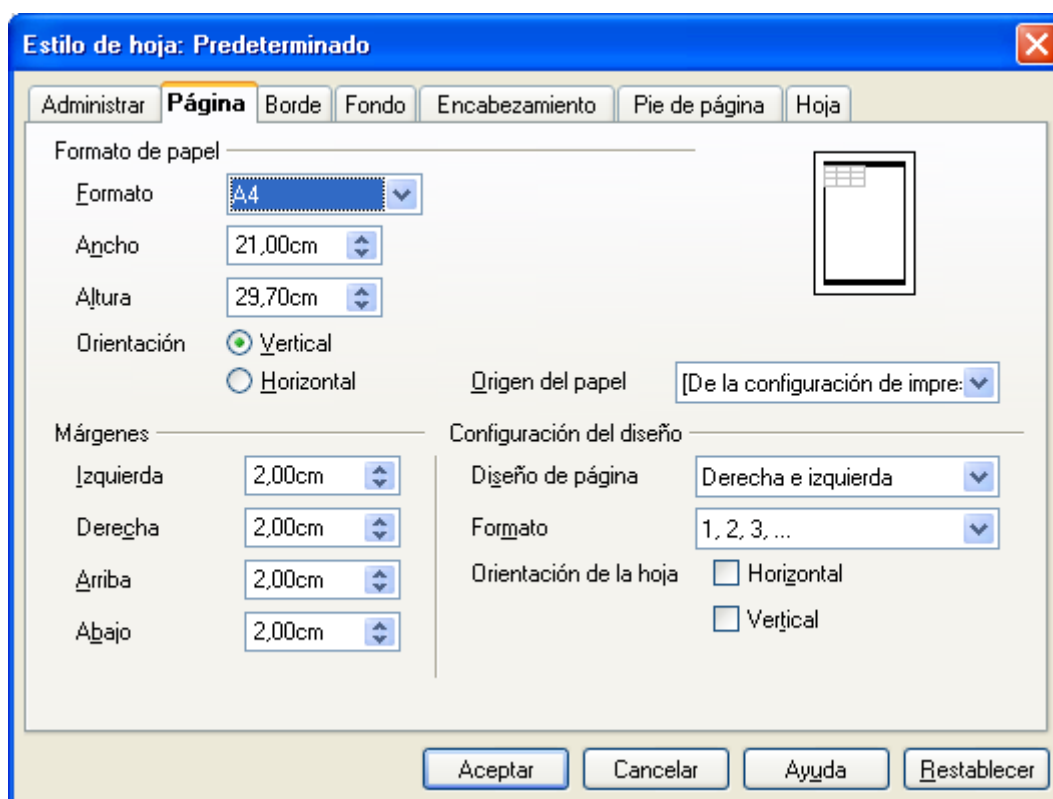 Estilo de hoja: Predeterminado
Administrar Página Borde Fondo Encabezamiento Pie de página Hoja
Formato de papel
Formato A4
Ancho 21,00cm
Altura 29,70cm
Orientación Vertical
Horizontal Origen del papel [De la configuración de impre:
Márgenes Configuración del diseño
Izquierda 2,00cm Diseño de página Derecha e izquierda
Derecha 2,00cm Formato 1, 2, 3, ...
Arriba 2,00cm Orientación de la hoja Horizontal
Abajo 2,00cm Vertical
Aceptar Cancelar Ayuda Restablecer